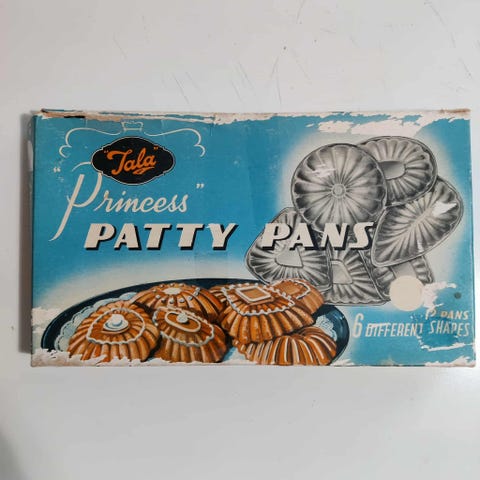 "Tala"
"Princess"
PATTY PANS
PANS
6 DIFFERENT SHAPES